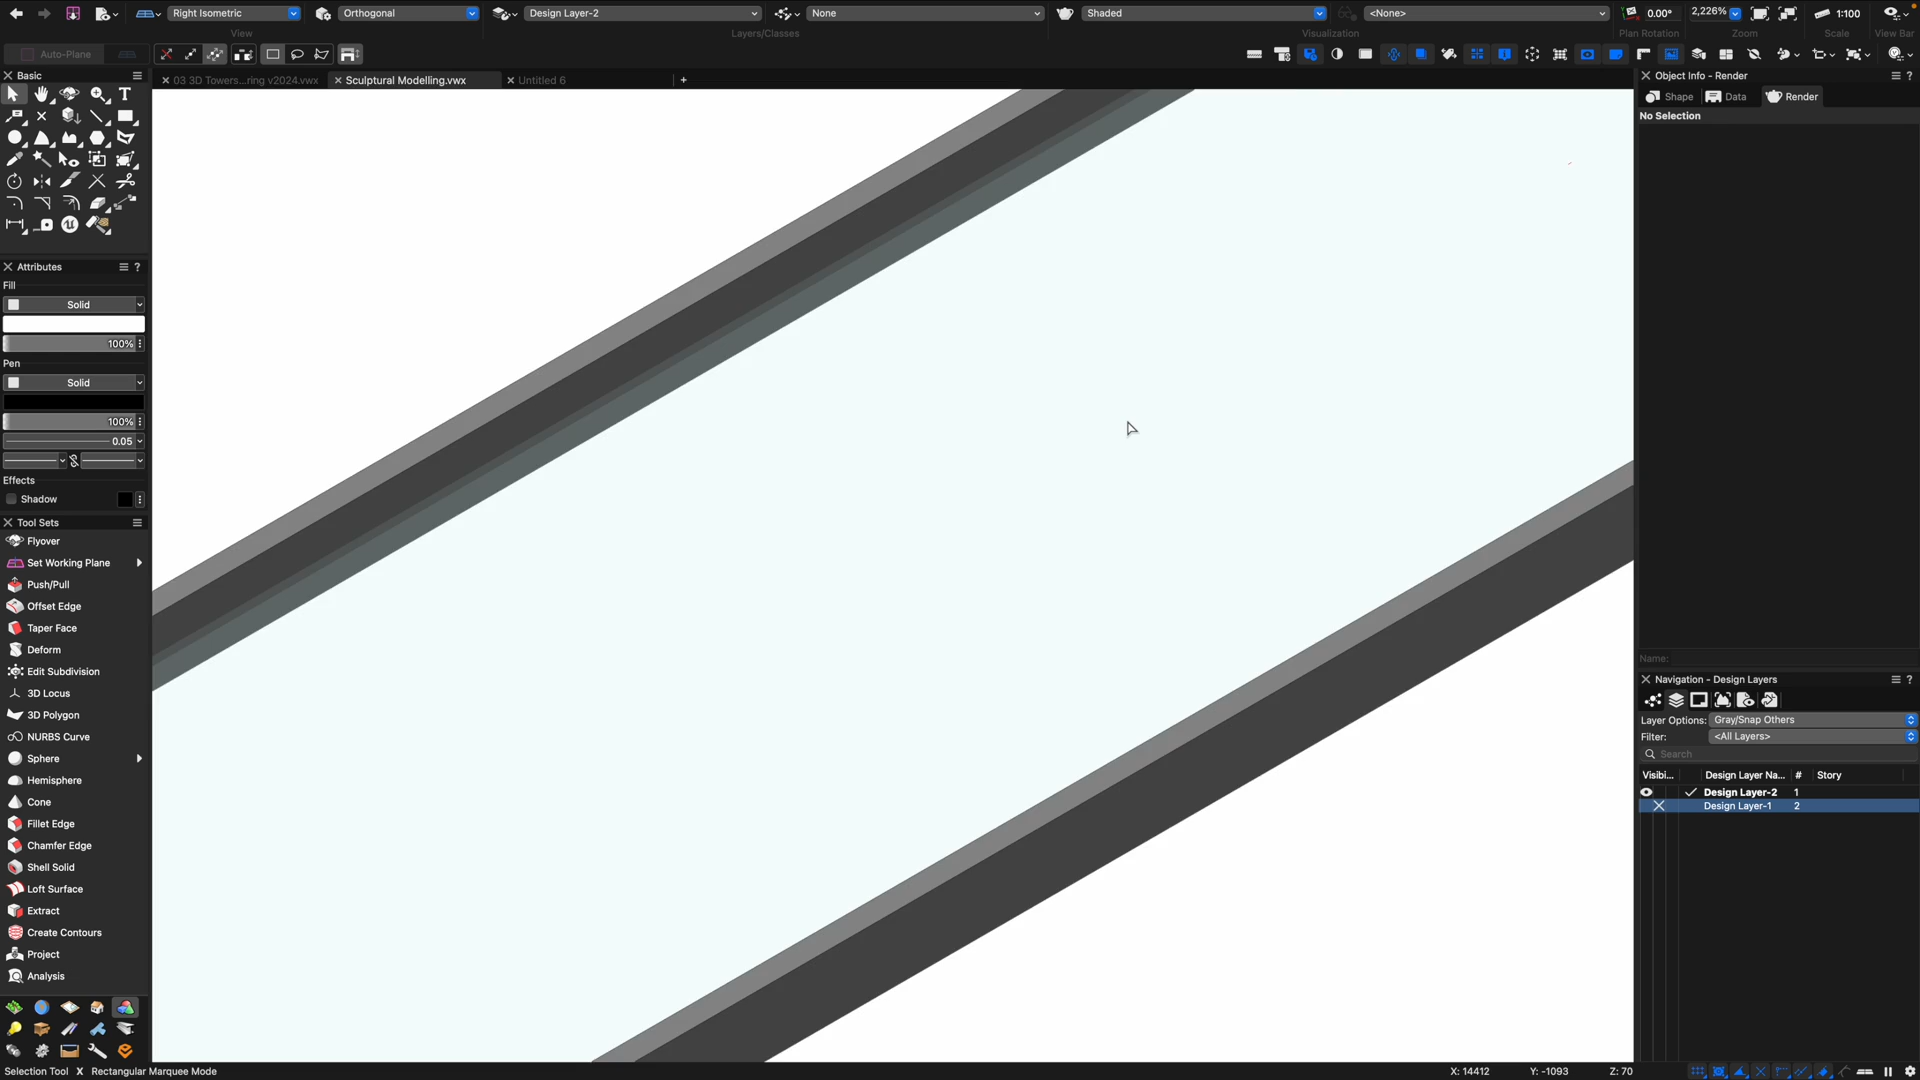 Right Isometric
Orthogonal
Design Layer-2
None
Shaded
<None>
0.00°
2,226%
1:100
View
Layers/Classes
Visualization
Plan Rotation
Zoom
Scale
View Bar
Auto-Plane
Basic
03 3D Towers...ring v2024.vwx
Sculptural Modelling.vwx
Untitled 6
+
Object Info - Render
?
Shape
Data
Render
No Selection
Attributes
?
Fill
Solid
100%
Pen
Solid
100%
0.05
Effects
Shadow
Tool Sets
Flyover
Set Working Plane
Push/Pull
Offset Edge
Taper Face
Deform
Edit Subdivision
3D Locus
3D Polygon
NURBS Curve
Sphere
Hemisphere
Cone
Fillet Edge
Chamfer Edge
Shell Solid
Loft Surface
Extract
Create Contours
Project
Analysis
Name:
Navigation - Design Layers
?
Layer Options: Gray/Snap Others
Filter: <All Layers>
Search
Visibi... Design Layer Na... # Story
Design Layer-2 1
Design Layer-1 2
Selection Tool X Rectangular Marquee Mode
X: 14412 Y: -1093 Z: 70